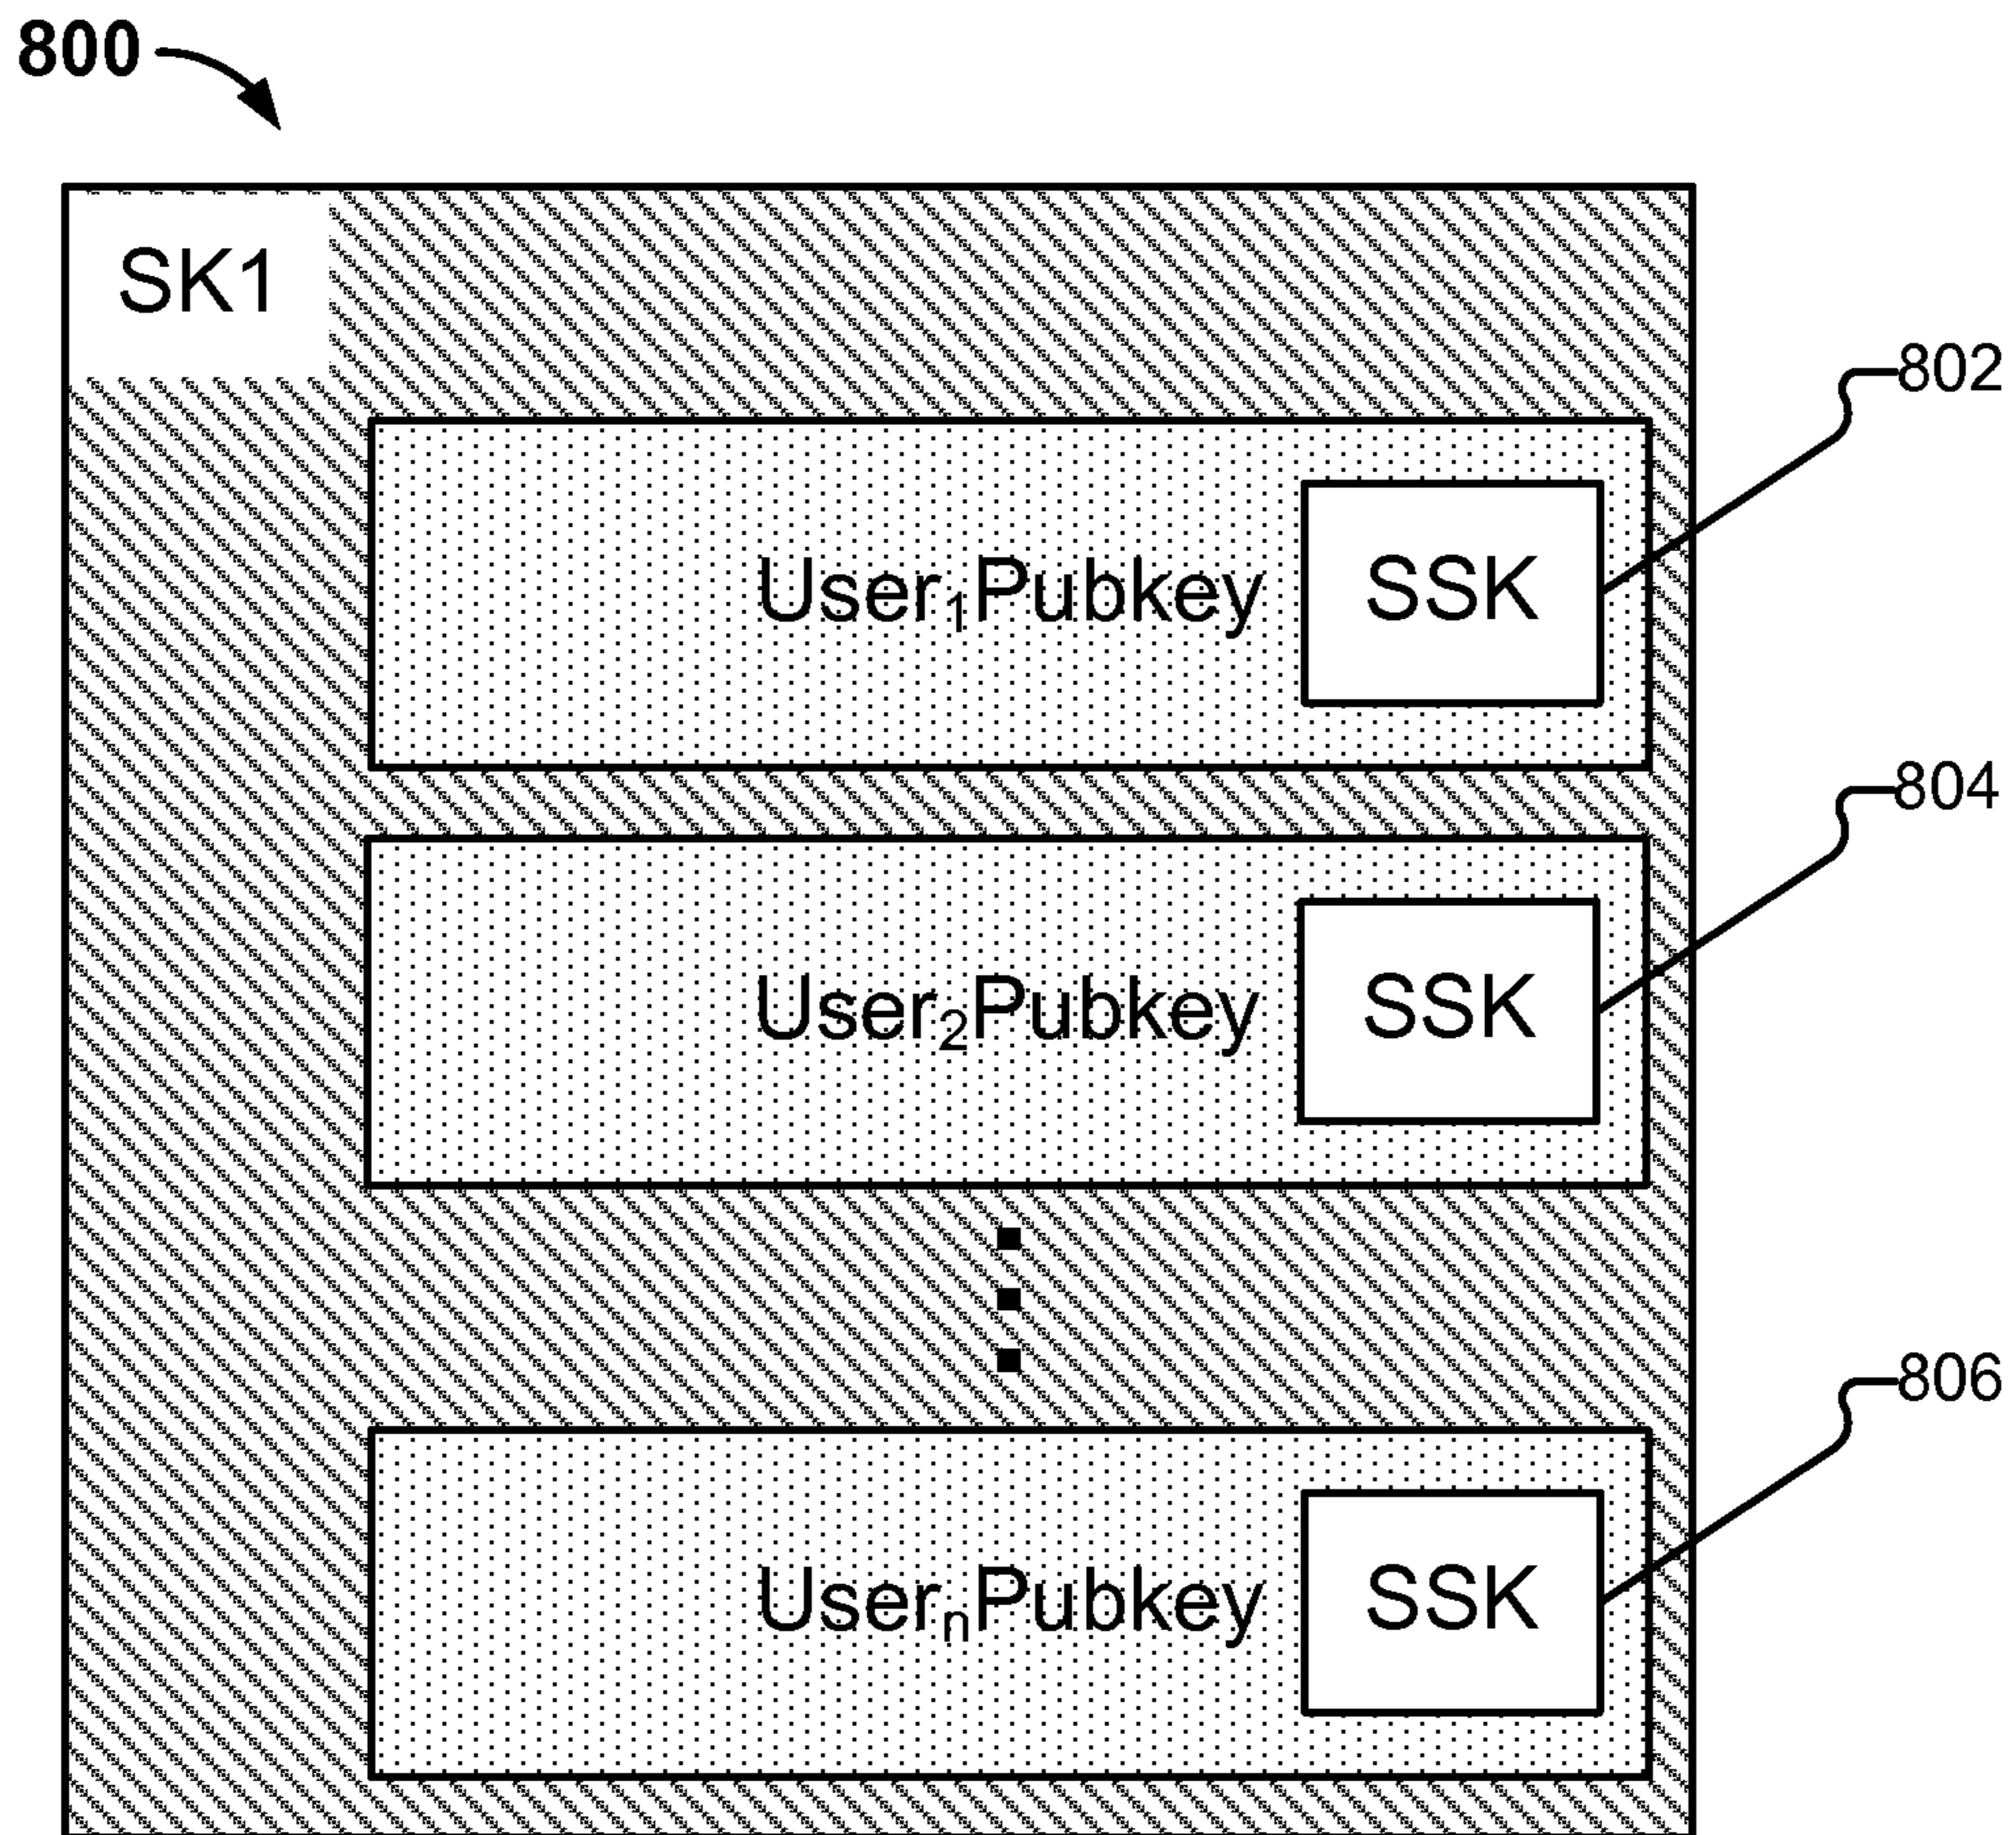 800
SK1
802
User₁Pubkey SSK
804
User₂Pubkey SSK
806
UserₙPubkey SSK